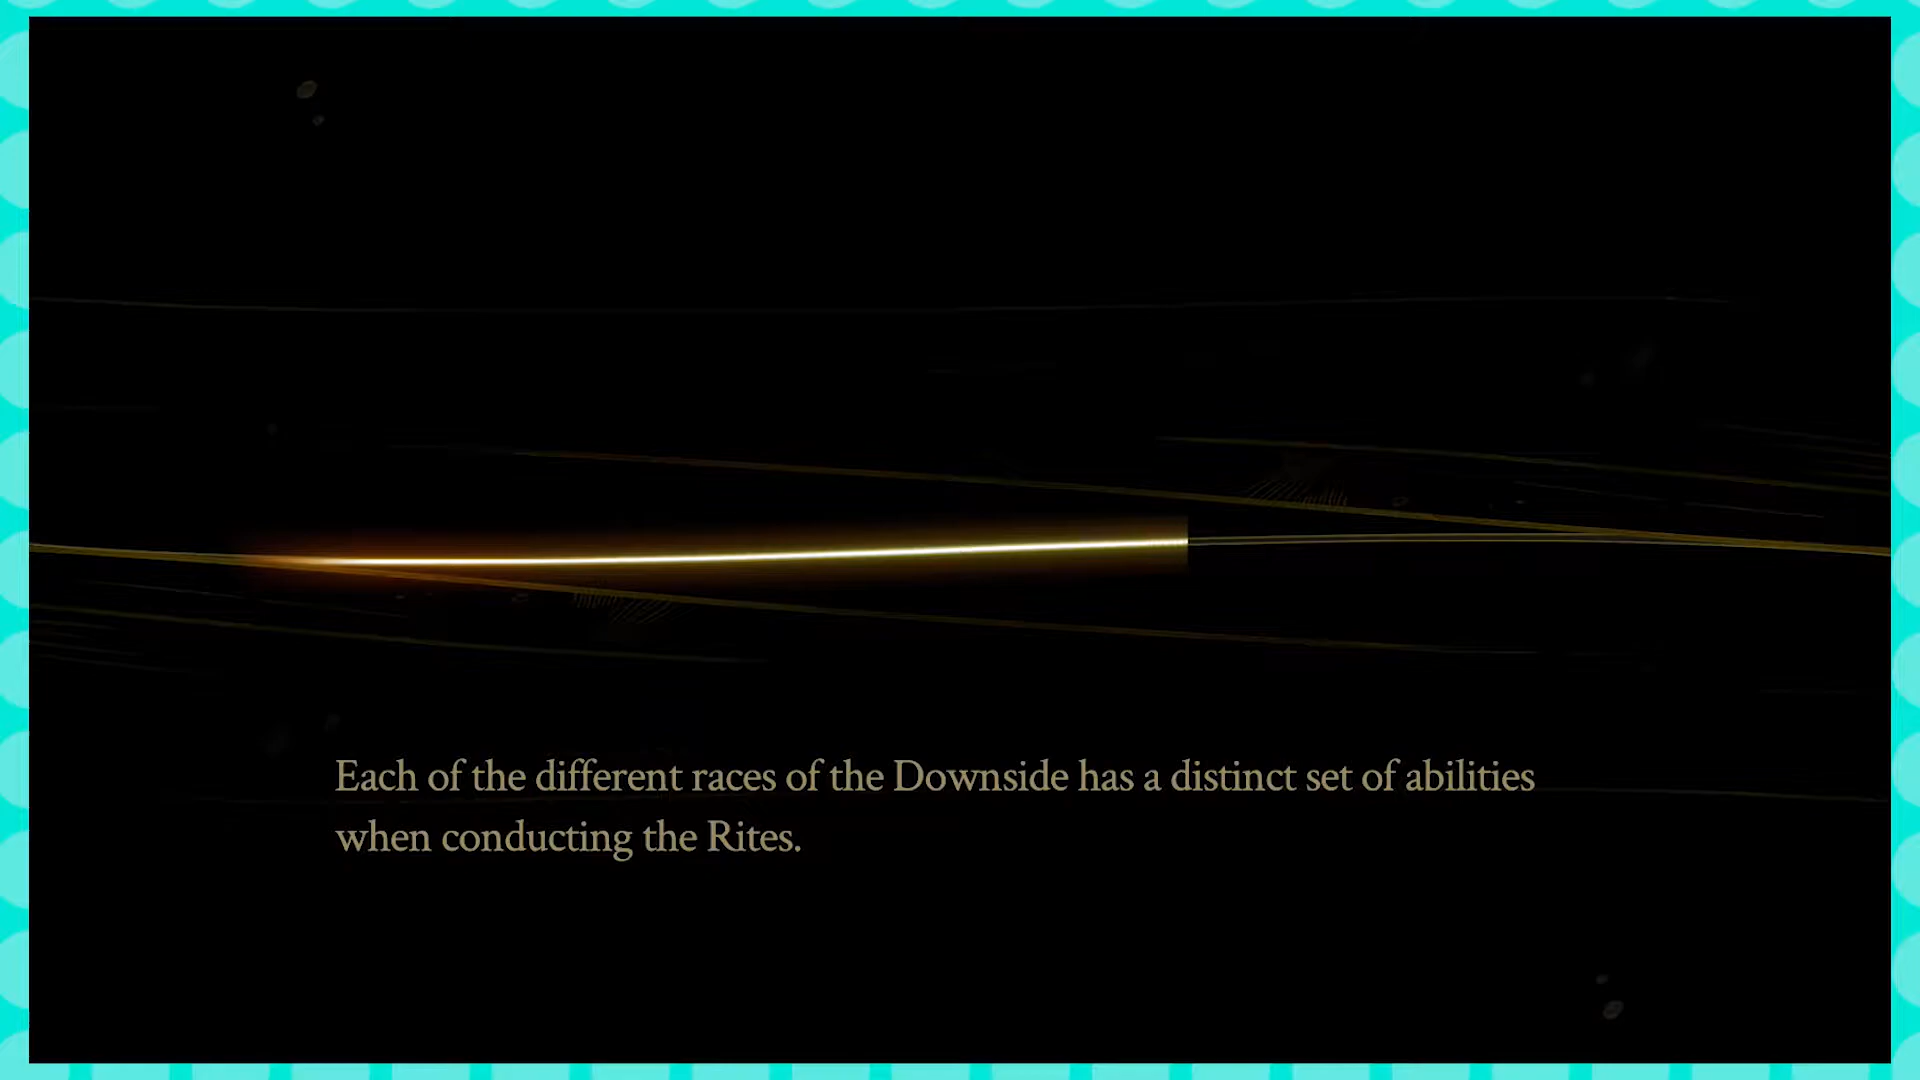 Each of the different races of the Downside has a distinct set of abilities
when conducting the Rites.